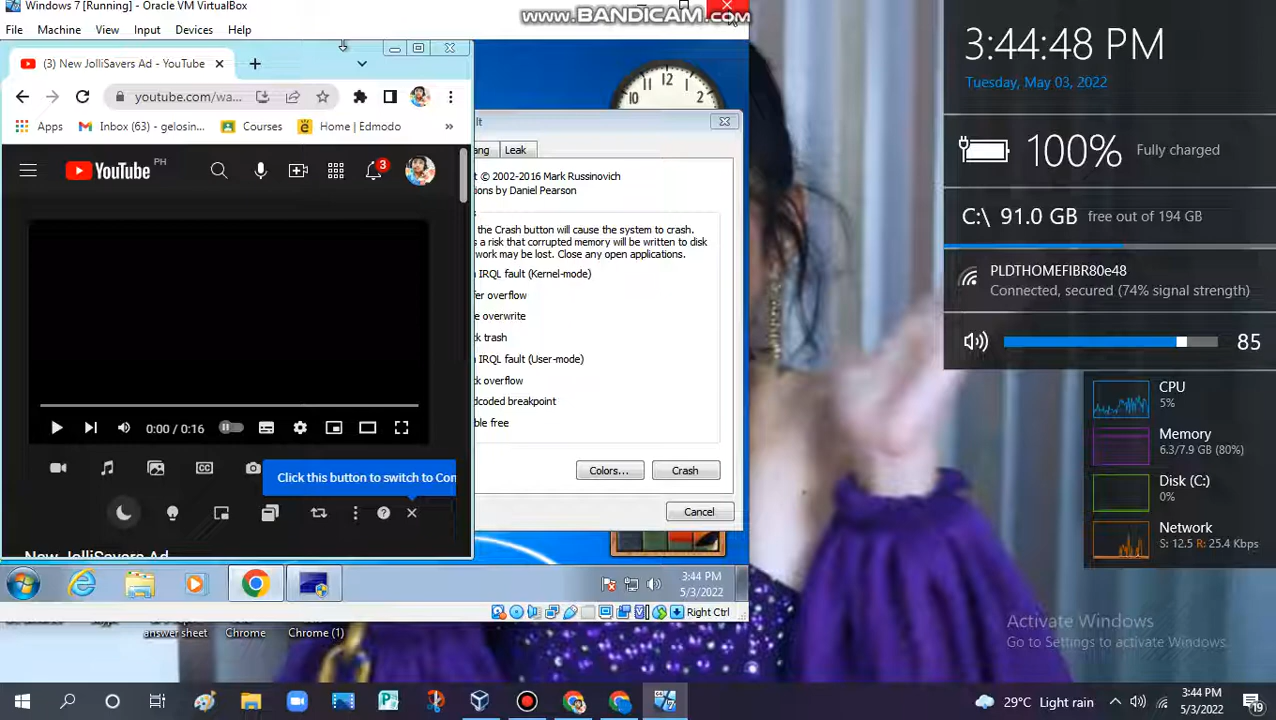 Windows 7 [Running] - Oracle VM VirtualBox
www.BANDICAM.com
File Machine View Input Devices Help
(3) New JolliSavers Ad - YouTube
youtube.com/wa...
Apps Inbox (63) - gelosin... Courses Home | Edmodo »
YouTube PH
3
12
11 1
10 2
0:00 / 0:16
Click this button to switch to Con
New JolliSavers Ad
It
ang Leak
t © 2002-2016 Mark Russinovich
ions by Daniel Pearson
the Crash button will cause the system to crash.
s a risk that corrupted memory will be written to disk
work may be lost. Close any open applications.
IRQL fault (Kernel-mode)
er overflow
e overwrite
k trash
IRQL fault (User-mode)
k overflow
dcoded breakpoint
ble free
Colors... Crash
Cancel
3:44 PM
5/3/2022
Right Ctrl
answer sheet Chrome Chrome (1)
3:44:48 PM
Tuesday, May 03, 2022
100% Fully charged
C:\ 91.0 GB free out of 194 GB
PLDTHOMEFIBR80e48
Connected, secured (74% signal strength)
85
CPU
5%
Memory
6.3/7.9 GB (80%)
Disk (C:)
0%
Network
S: 12.5 R: 25.4 Kbps
Activate Windows
Go to Settings to activate Windows.
29°C Light rain
3:44 PM
5/3/2022
19